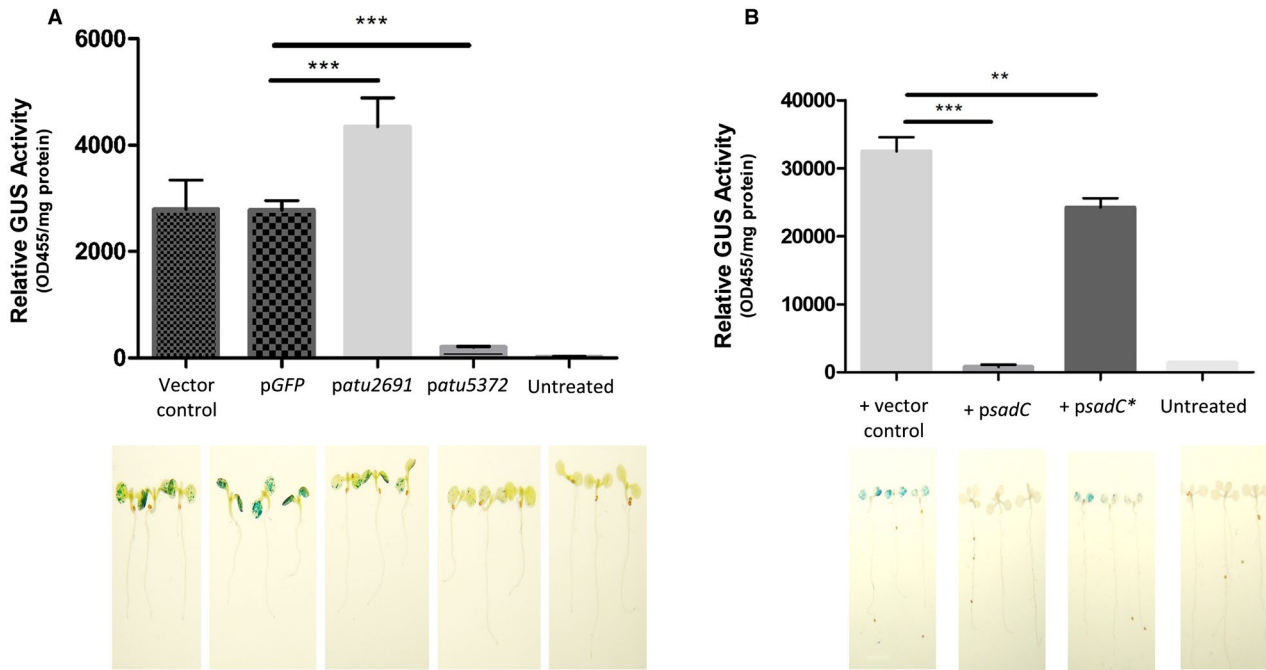 A
Relative GUS Activity
(OD455/mg protein)
6000
4000
2000
0
***
***
Vector
control
pGFP
patu2691
patu5372
Untreated
B
Relative GUS Activity
(OD455/mg protein)
40000
30000
20000
10000
0
**
***
+ vector
control
+ psadC
+ psadC*
Untreated